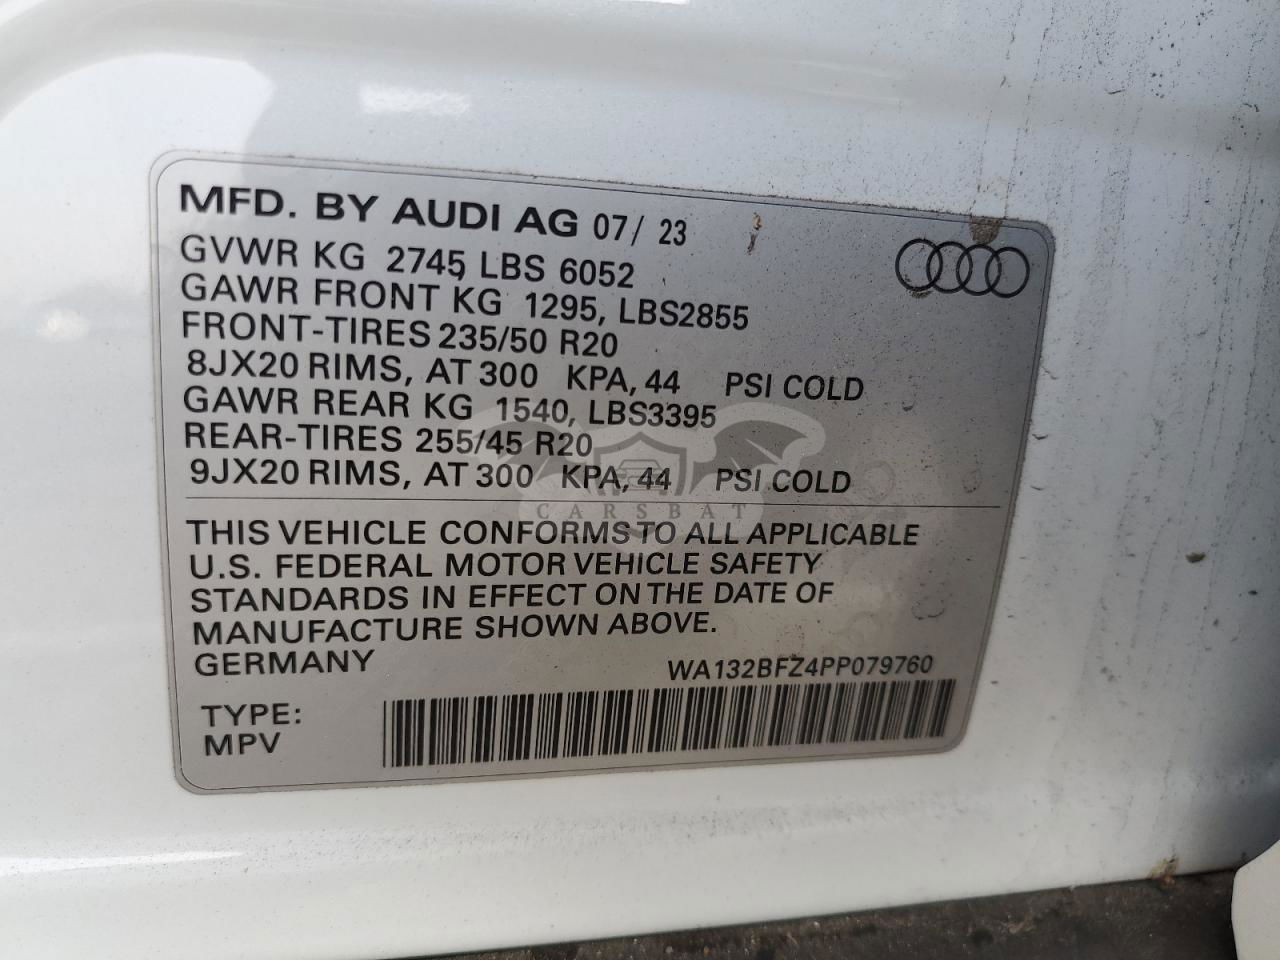 MFD. BY AUDI AG 07/ 23
GVWR KG 2745, LBS 6052
GAWR FRONT KG 1295, LBS2855
FRONT-TIRES 235/50 R20
8JX20 RIMS, AT 300 KPA, 44 PSI COLD
GAWR REAR KG 1540, LBS3395
REAR-TIRES 255/45 R20
9JX20 RIMS, AT 300 KPA, 44 PSI COLD
CARSBAT
THIS VEHICLE CONFORMS TO ALL APPLICABLE
U.S. FEDERAL MOTOR VEHICLE SAFETY
STANDARDS IN EFFECT ON THE DATE OF
MANUFACTURE SHOWN ABOVE.
GERMANY WA132BFZ4PP079760
TYPE:
MPV